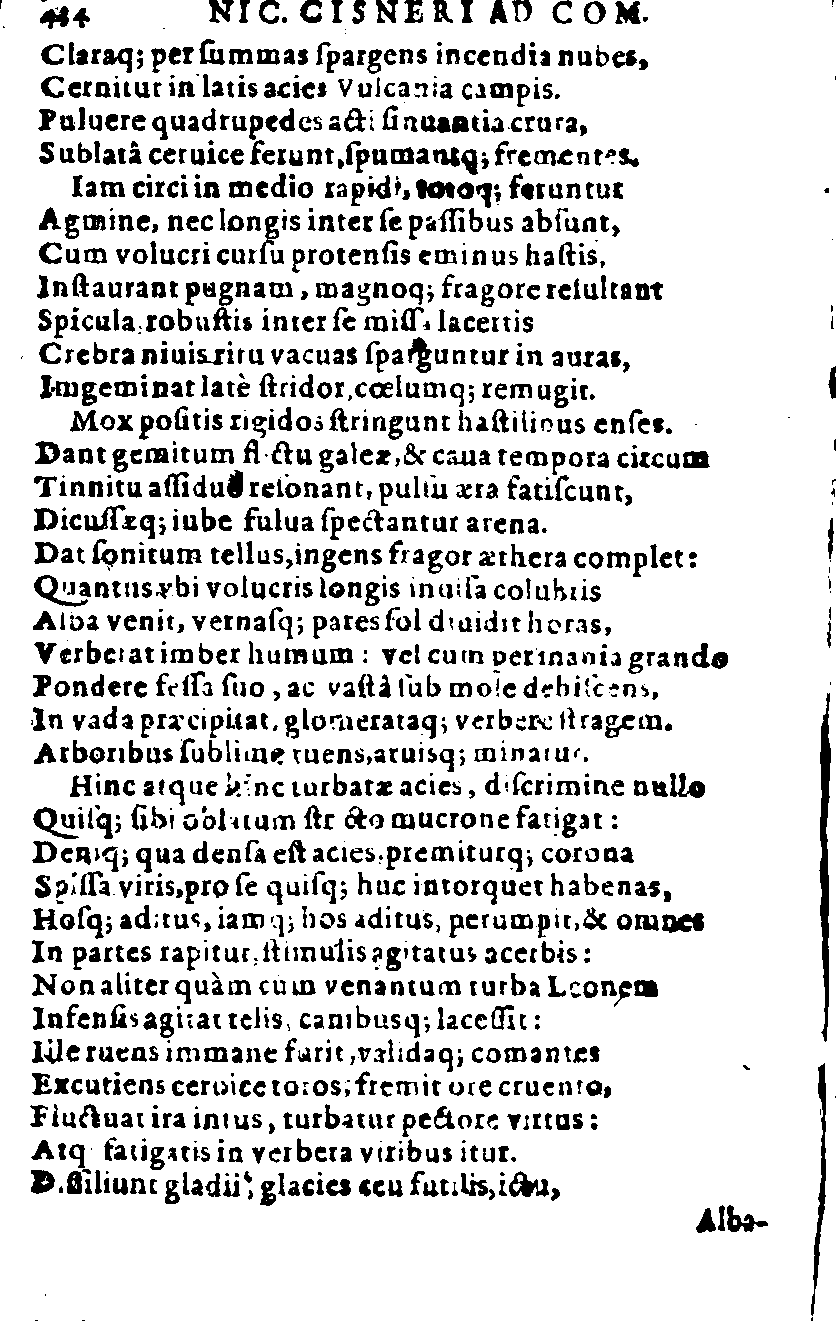 414 NIC. CISNERI AD COM.
Claraq; per ſummas ſpargens incendia nubes,
Cernitur in latis acies Vulcania campis.
Puluere quadrupedes acti ſinuantia crura,
Sublatâ ceruice ferunt, ſpumantq; frementes.
Iam circi in medio rapidi, totoq; feruntur
Agmine, nec longis inter ſe paſſibus abſunt,
Cum volucri curſu protenſis eminus haſtis,
Inſtaurant pugnam, magnoq; fragore reſultant
Spicula, robuſtis inter ſe miſſa lacertis
Crebra niuis ritu vacuas ſparguntur in auras,
Imgeminat latè ſtridor, cœlumq; remugit.
Mox poſitis rigidos ſtringunt haſtilibus enſes.
Dant gemitum flictu galeæ, & caua tempora circum
Tinnitu aſſiduè reſonant, pulſu æra fatiſcunt,
Dicuſſæq; iubæ fulua ſpectantur arena.
Dat ſonitum tellus, ingens fragor æthera complet:
Quantus vbi volucris longis inuiſa colubris
Alba venit, vernaſq; pares ſol diuidit horas,
Verberat imber humum: vel cum per inania grando
Pondere feſſa ſuo, ac vaſtâ ſub mole dehiſcens,
In vada præcipitat, glomerataq; verbere ſtragem.
Arboribus ſublime ruens, aruisq; minatur.
Hinc atque hinc turbatæ acies, diſcrimine nullo
Quiſq; ſibi oblatum ſtricto mucrone fatigat:
Deniq; qua denſa eſt acies, premiturq; corona
Spiſſa viris, pro ſe quiſq; huc intorquet habenas,
Hoſq; aditus, iamq; hos aditus, perumpit, & omnes
In partes rapitur, ſtimulis agitatus acerbis:
Non aliter quàm cum venantum turba Leonem
Infenſis agitat telis, canibusq; laceſſit:
Ille ruens immane furit, validaq; comantes
Excutiens ceruice toros, fremit ore cruento,
Fluctuat ira intus, turbatur pectore virtus:
Atq fatigatis in verbera viribus itur.
Diſſiliunt gladii, glacies ceu futilis, ictu,
Alba-